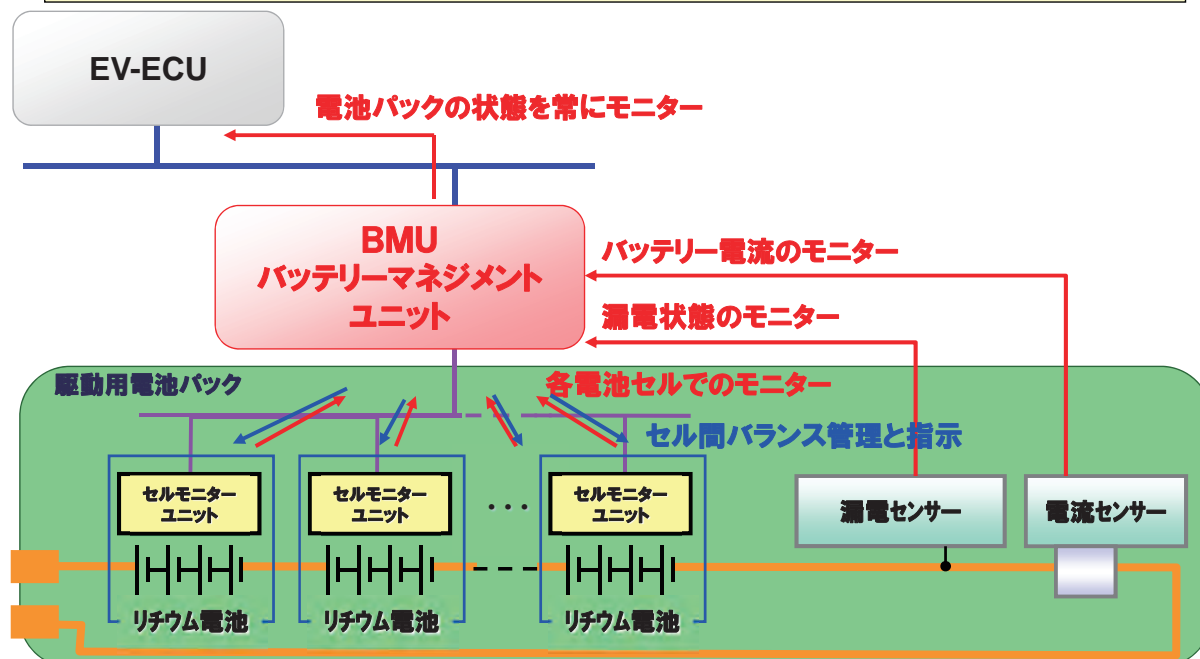 EV-ECU
電池パックの状態を常にモニター
BMU
バッテリーマネジメント
ユニット
バッテリー電流のモニター
漏電状態のモニター
駆動用電池パック
各電池セルでのモニター
セル間バランス管理と指示
セルモニター
ユニット
セルモニター
ユニット
・・・
セルモニター
ユニット
漏電センサー
電流センサー
リチウム電池
リチウム電池
リチウム電池